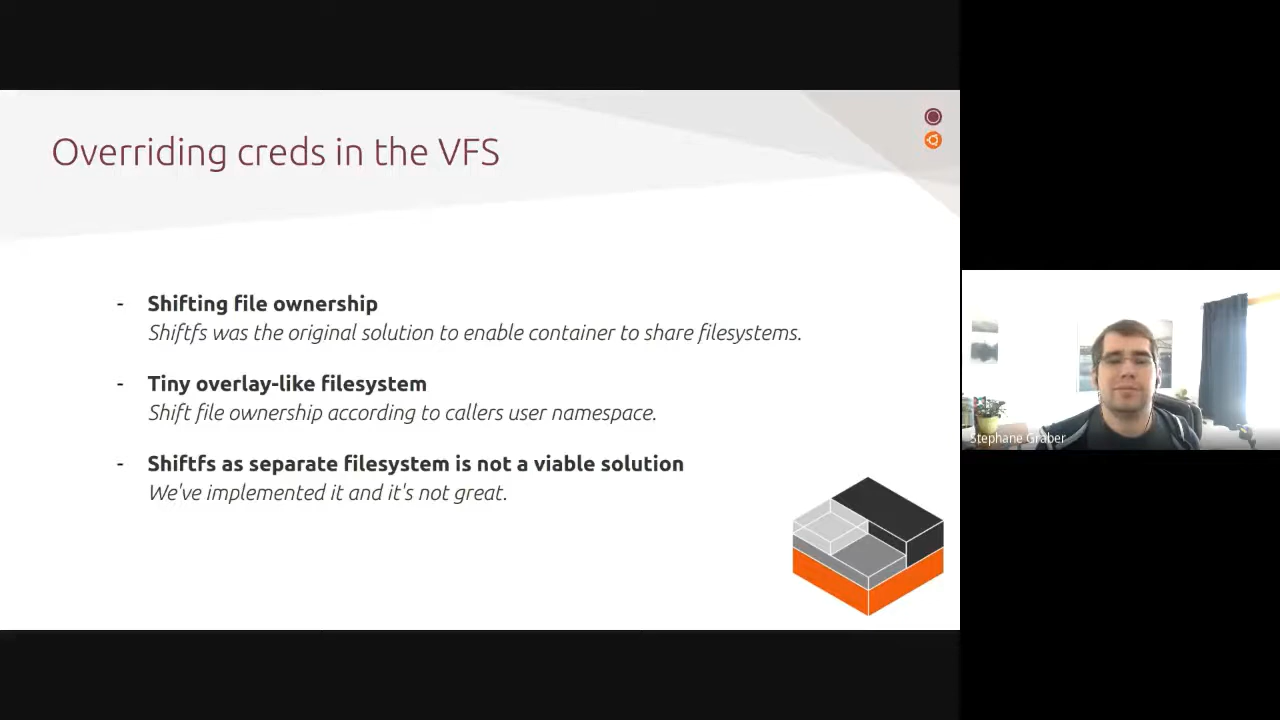 Overriding creds in the VFS
- Shifting file ownership
Shiftfs was the original solution to enable container to share filesystems.
- Tiny overlay-like filesystem
Shift file ownership according to callers user namespace.
- Shiftfs as separate filesystem is not a viable solution
We've implemented it and it's not great.
Stephane Graber